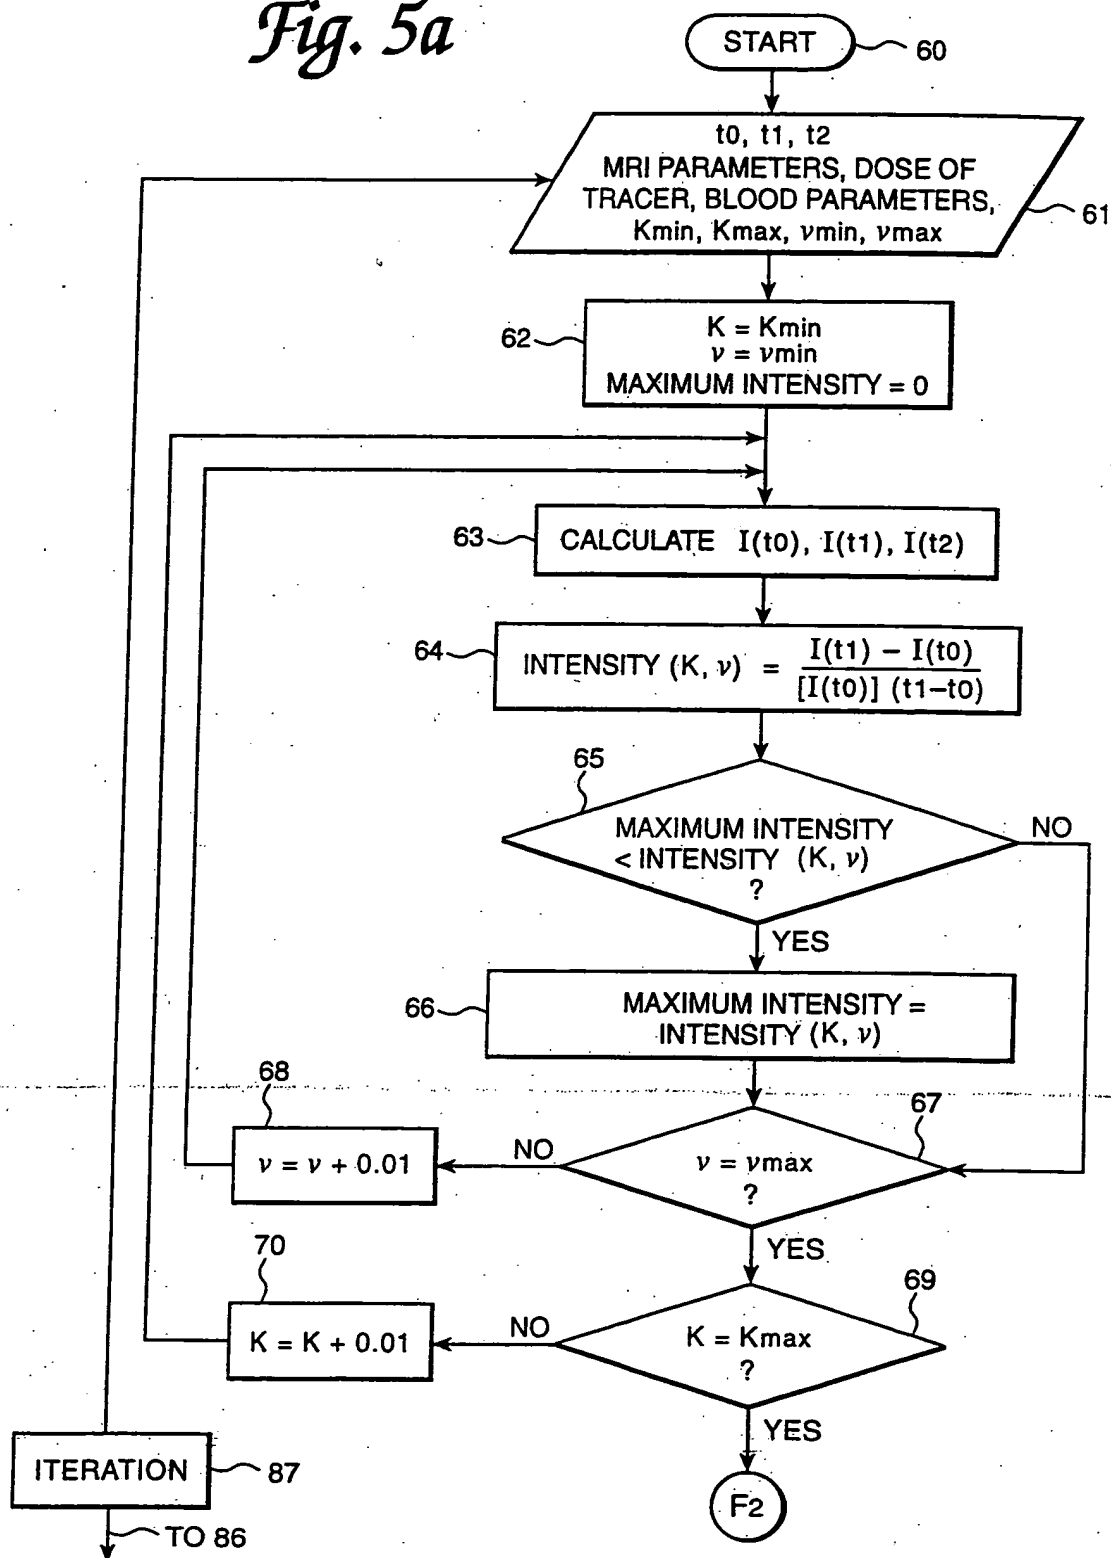 Fig. 5a
START
60
t0, t1, t2
MRI PARAMETERS, DOSE OF
TRACER, BLOOD PARAMETERS,
Kmin, Kmax, νmin, νmax
61
62
K = Kmin
ν = νmin
MAXIMUM INTENSITY = 0
63
CALCULATE I(t0), I(t1), I(t2)
64
INTENSITY (K, ν) = I(t1) – I(t0)
[I(t0)] (t1–t0)
65
MAXIMUM INTENSITY
< INTENSITY (K, ν)
?
NO
YES
66
MAXIMUM INTENSITY =
INTENSITY (K, ν)
68
ν = ν + 0.01
NO
67
ν = νmax
?
YES
70
K = K + 0.01
NO
69
K = Kmax
?
YES
ITERATION
87
TO 86
F2